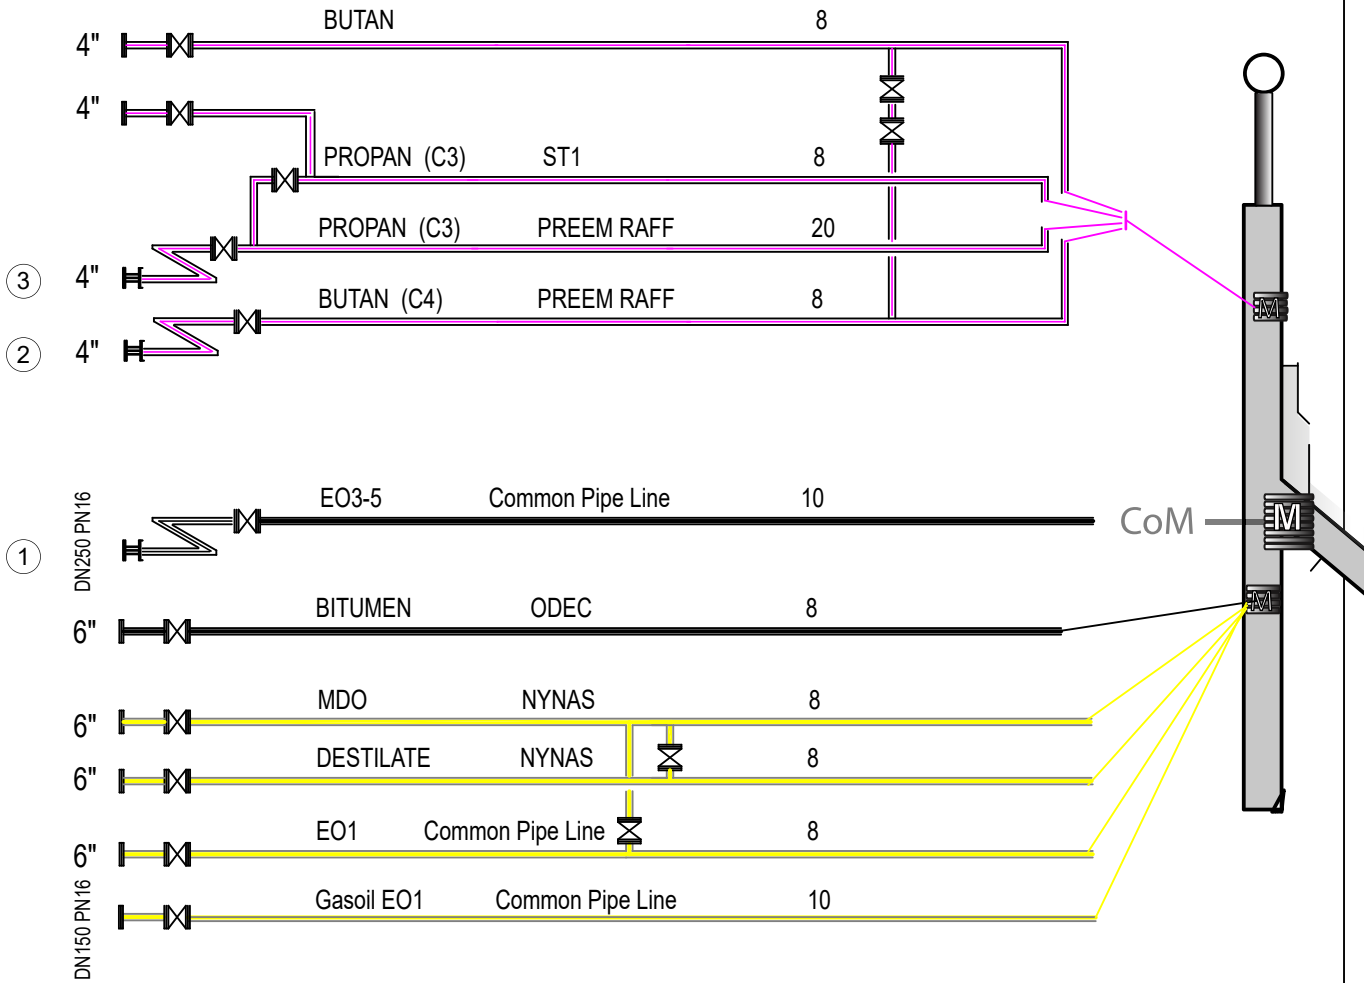 BUTAN 8
4"
4"
PROPAN (C3) ST1 8
PROPAN (C3) PREEM RAFF 20
3 4"
M
BUTAN (C4) PREEM RAFF 8
2 4"
DN250 PN16
EO3-5 Common Pipe Line 10
CoM M
1
BITUMEN ODEC 8
M
6"
MDO NYNAS 8
6"
DESTILATE NYNAS 8
6"
EO1 Common Pipe Line 8
6"
DN150 PN16
Gasoil EO1 Common Pipe Line 10